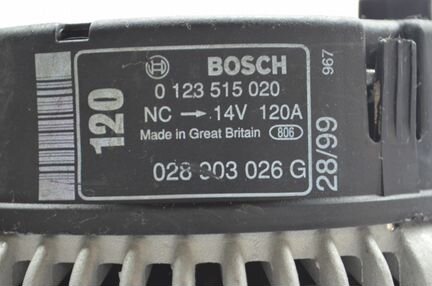 BOSCH
0 123 515 020
NC → 14V 120A
Made in Great Britain 806
028 903 026 G
120
28/99
967